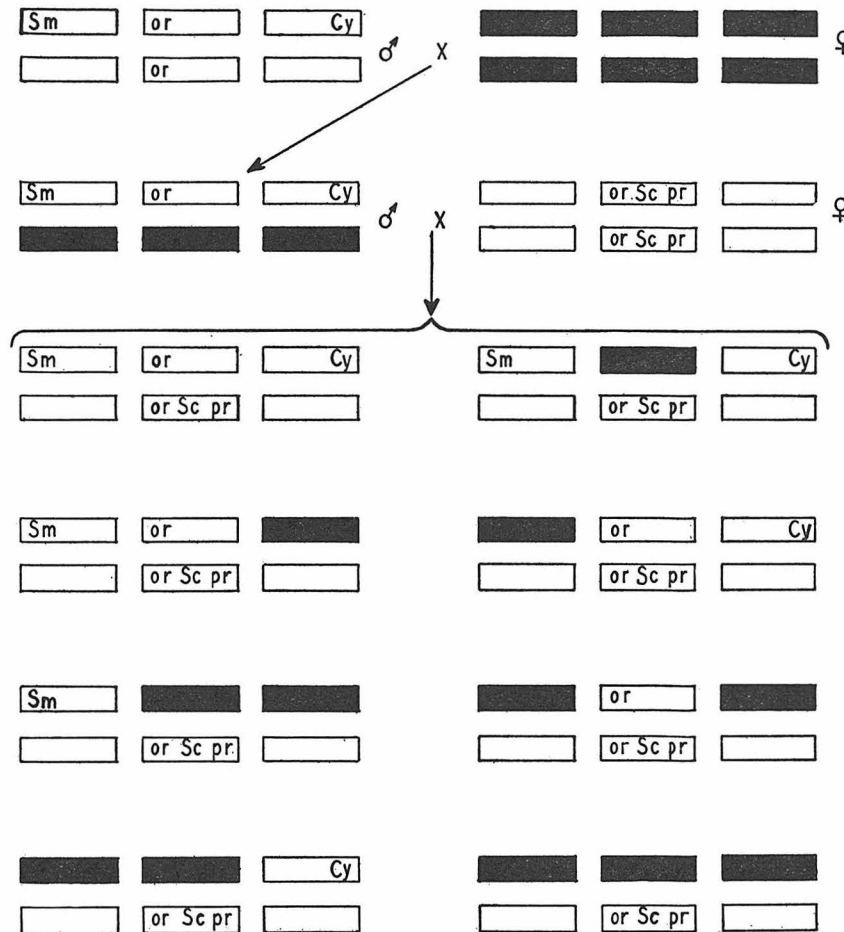 Sm or Cy
or ♂ X ♀
Sm or Cy or Sc pr
♂ X or Sc pr ♀
Sm or Cy Sm Cy
or Sc pr or Sc pr
Sm or or Cy
or Sc pr or Sc pr
Sm or
or Sc pr or Sc pr
Cy
or Sc pr or Sc pr